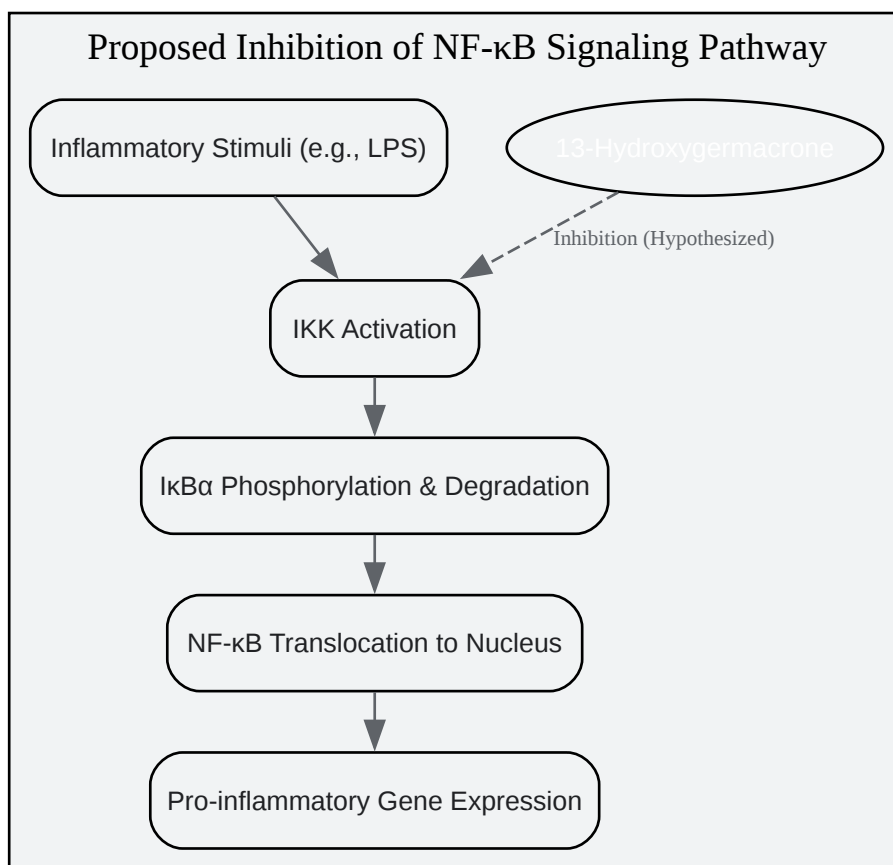 Proposed Inhibition of NF-κB Signaling Pathway
Inflammatory Stimuli (e.g., LPS)
13-Hydroxygermacrone
Inhibition (Hypothesized)
IKK Activation
IκBα Phosphorylation & Degradation
NF-κB Translocation to Nucleus
Pro-inflammatory Gene Expression